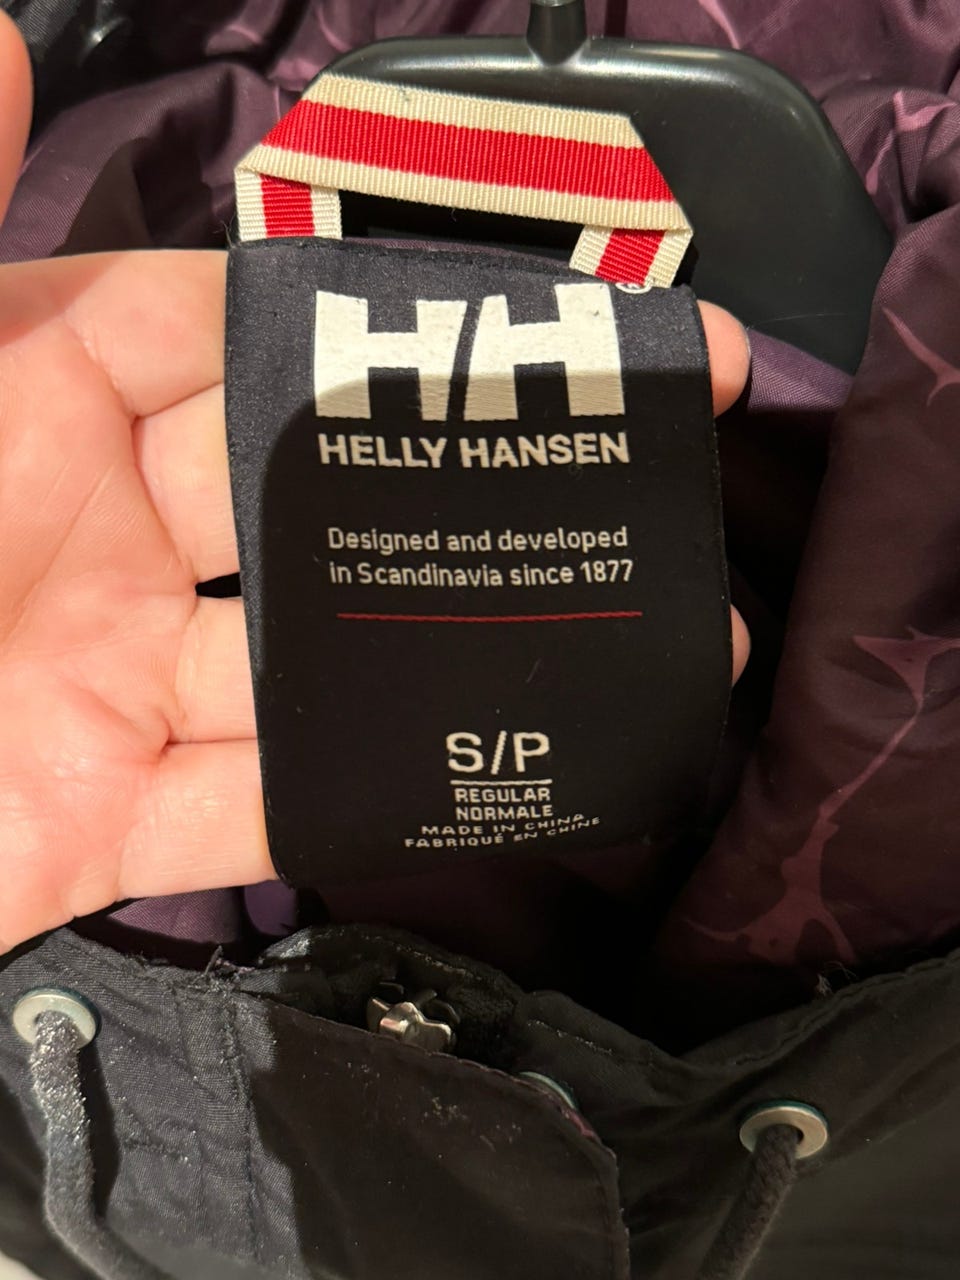 HH
HELLY HANSEN
Designed and developed
in Scandinavia since 1877
S/P
REGULAR
NORMALE
MADE IN CHINA
FABRIQUÉ EN CHINE